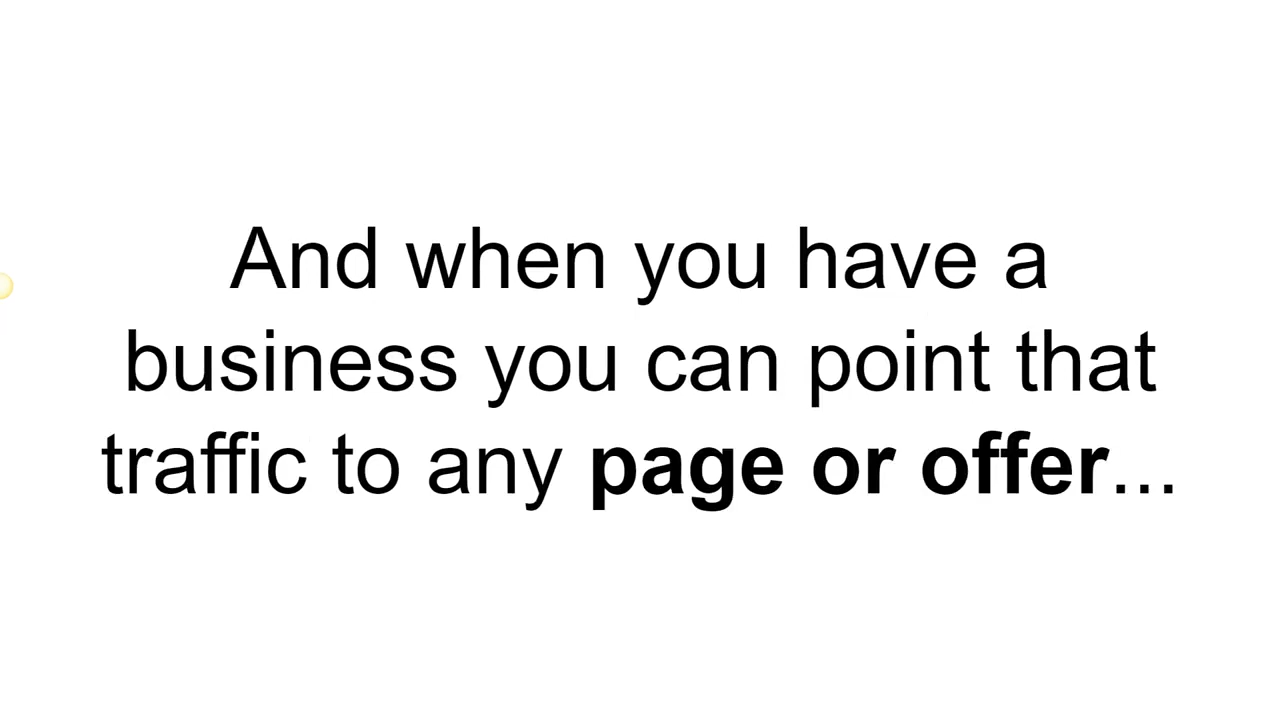 And when you have a
business you can point that
traffic to any page or offer...